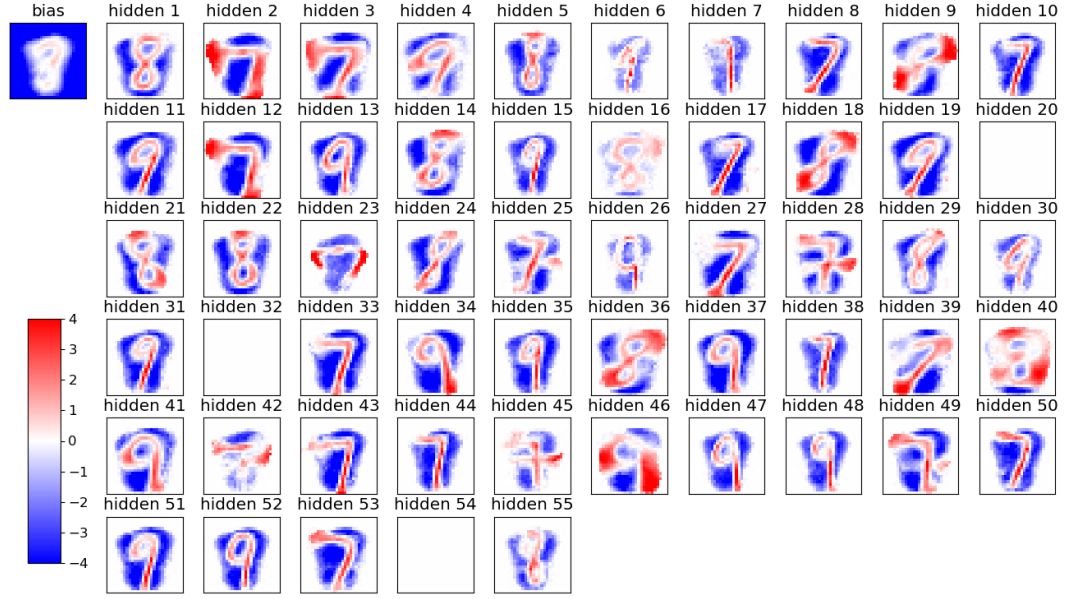 bias hidden 1 hidden 2 hidden 3 hidden 4 hidden 5 hidden 6 hidden 7 hidden 8 hidden 9 hidden 10
hidden 11 hidden 12 hidden 13 hidden 14 hidden 15 hidden 16 hidden 17 hidden 18 hidden 19 hidden 20
hidden 21 hidden 22 hidden 23 hidden 24 hidden 25 hidden 26 hidden 27 hidden 28 hidden 29 hidden 30
hidden 31 hidden 32 hidden 33 hidden 34 hidden 35 hidden 36 hidden 37 hidden 38 hidden 39 hidden 40
4
3
2
1
hidden 41 hidden 42 hidden 43 hidden 44 hidden 45 hidden 46 hidden 47 hidden 48 hidden 49 hidden 50
0
−1
−2
hidden 51 hidden 52 hidden 53 hidden 54 hidden 55
−3
−4